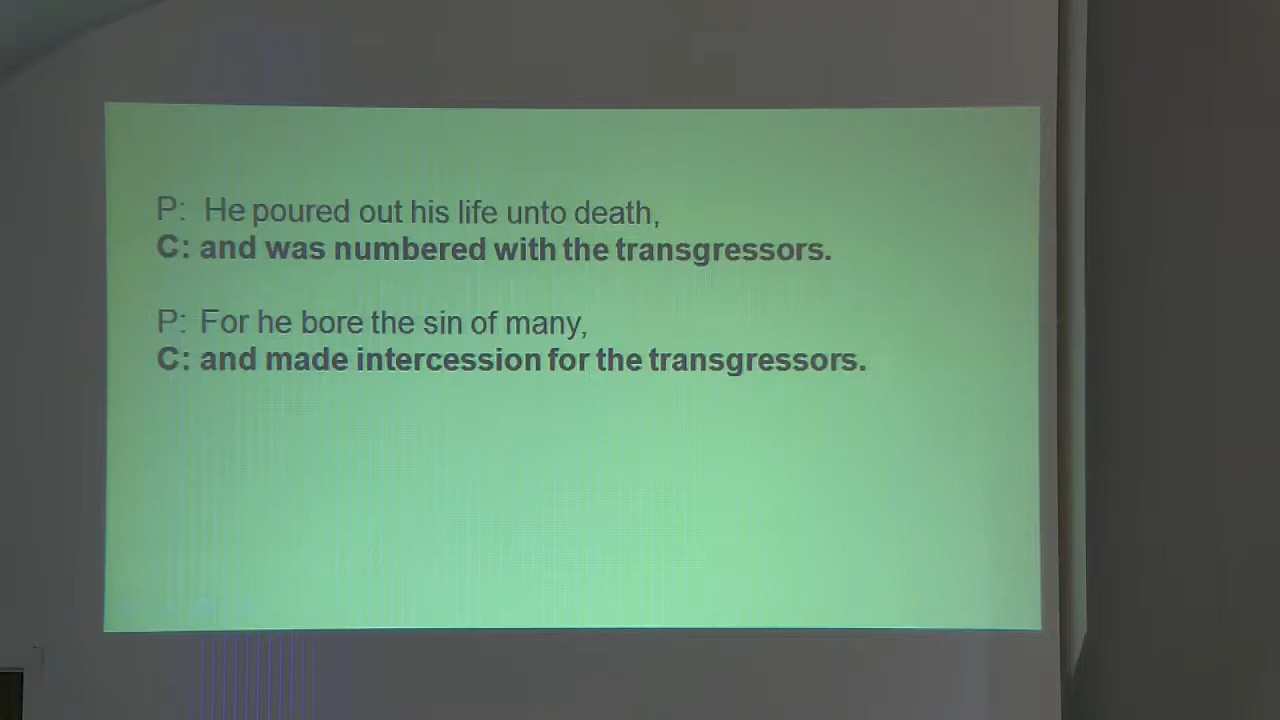 P: He poured out his life unto death,
C: and was numbered with the transgressors.
P: For he bore the sin of many,
C: and made intercession for the transgressors.